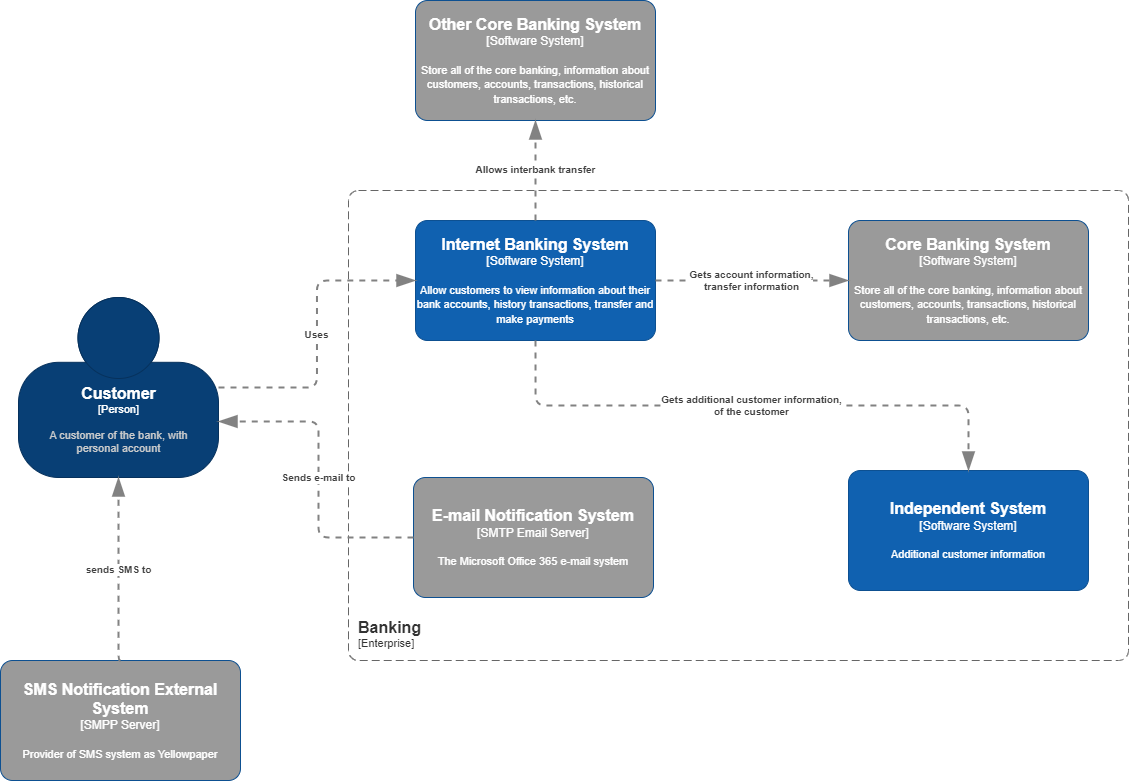 Other Core Banking System
[Software System]
Store all of the core banking, information about
customers, accounts, transactions, historical
transactions, etc.
Allows interbank transfer
Internet Banking System
[Software System]
Allow customers to view information about their
bank accounts, history transactions, transfer and
make payments
Gets account information,
transfer information
Core Banking System
[Software System]
Store all of the core banking, information about
customers, accounts, transactions, historical
transactions, etc.
Uses
Customer
[Person]
A customer of the bank, with
personal account
Gets additional customer information,
of the customer
Sends e-mail to
E-mail Notification System
[SMTP Email Server]
The Microsoft Office 365 e-mail system
Independent System
[Software System]
Additional customer information
sends SMS to
Banking
[Enterprise]
SMS Notification External
System
[SMPP Server]
Provider of SMS system as Yellowpaper